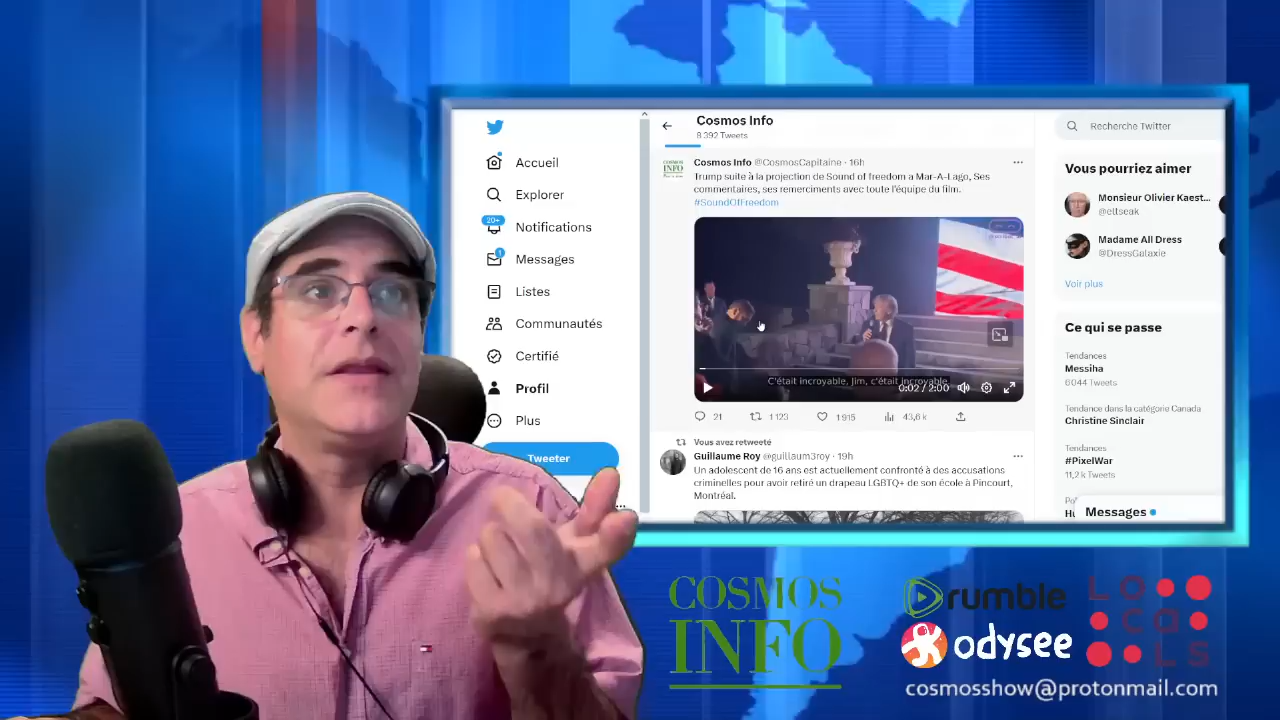 Cosmos Info
8 392 Tweets
Recherche Twitter
Accueil
Explorer
20+
Notifications
1
Messages
Listes
Communautés
Certifié
Profil
Plus
Tweeter
COSMOS
INFO
Cosmos Info @CosmosCapitaine · 16h
Trump suite à la projection de Sound of freedom a Mar-A-Lago, Ses
commentaires, ses remerciments avec toute l'équipe du film.
#SoundOfFreedom
C'était incroyable, Jim, c'était incroyable,
0:02 / 2:00
21
1 123
1 915
43,6 k
Vous avez retweeté
Guillaume Roy @guillaum3roy · 19h
Un adolescent de 16 ans est actuellement confronté à des accusations
criminelles pour avoir retiré un drapeau LGBTQ+ de son école à Pincourt,
Montréal.
Vous pourriez aimer
Monsieur Olivier Kaest...
@eltseak
Madame All Dress
@DressGalaxie
Voir plus
Ce qui se passe
Tendances
Messiha
6 044 Tweets
Tendance dans la catégorie Canada
Christine Sinclair
Tendances
#PixelWar
11,2 k Tweets
Messages
COSMOS
INFO
rumble
odysee
LOCALS
cosmosshow@protonmail.com